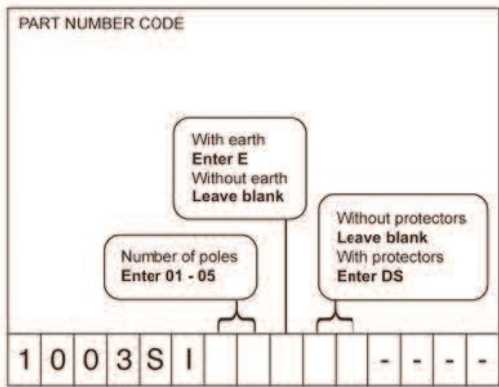 PART NUMBER CODE
With earth
Enter E
Without earth
Leave blank
Without protectors
Leave blank
With protectors
Enter DS
Number of poles
Enter 01 - 05
1 0 0 3 S I - - - -